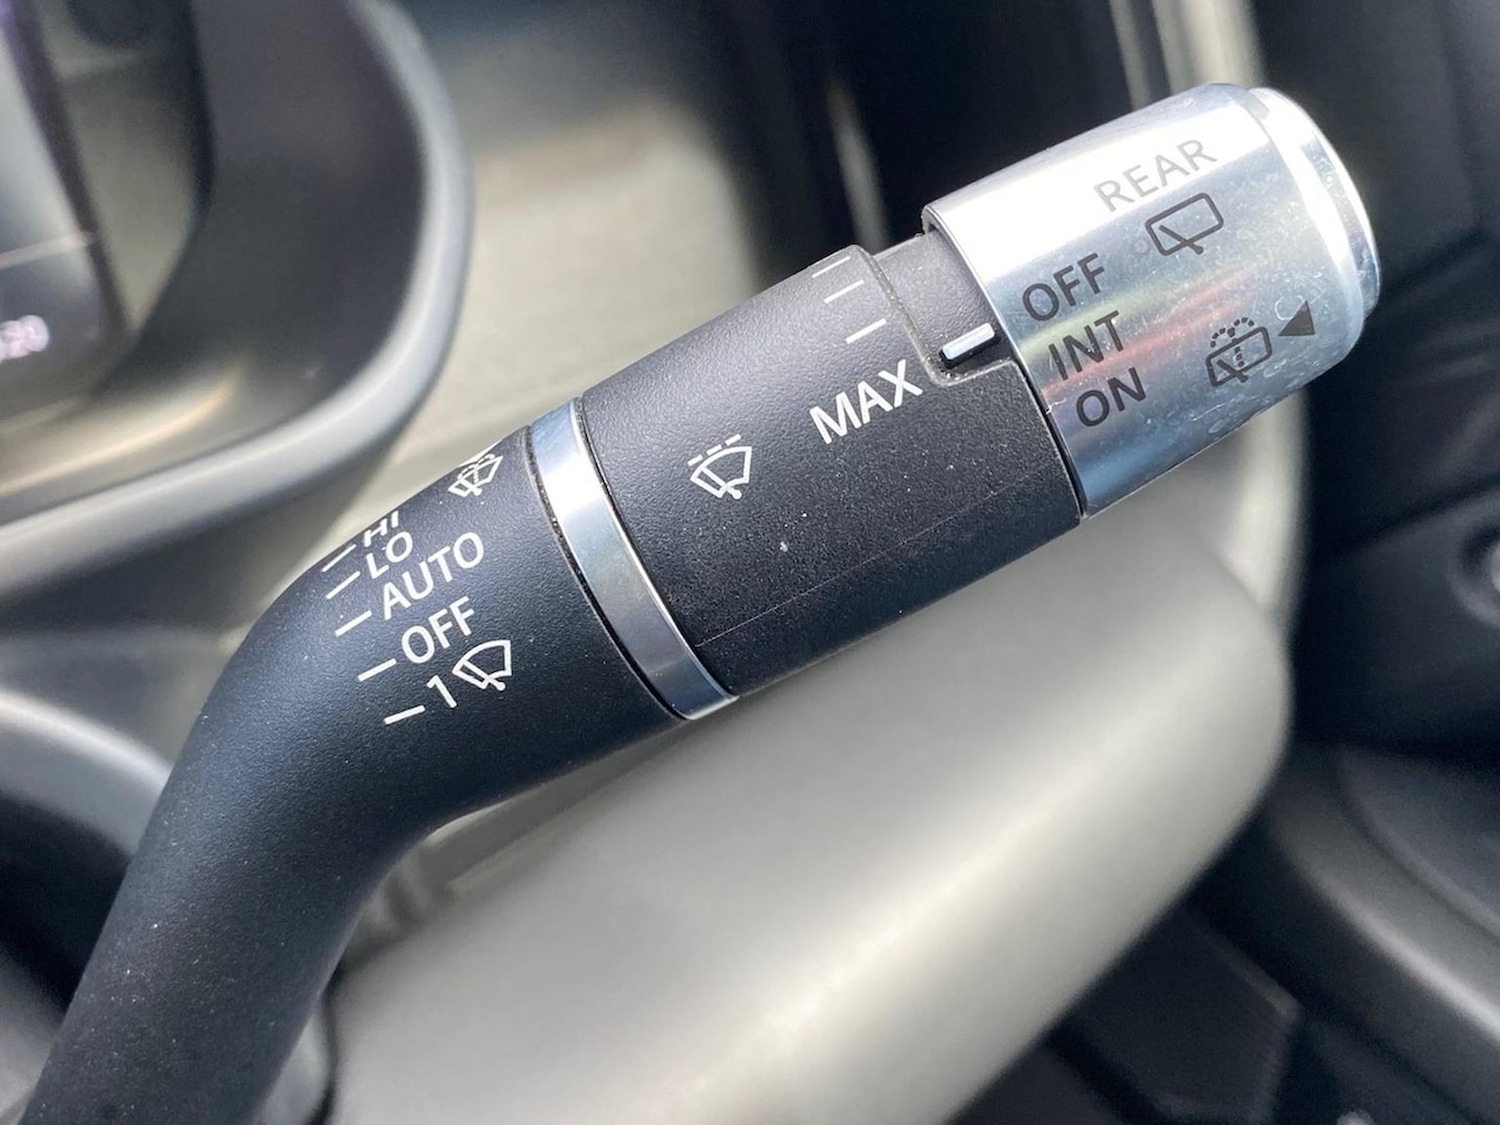 REAR
OFF
INT
ON
MAX
HI
LO
AUTO
OFF
1